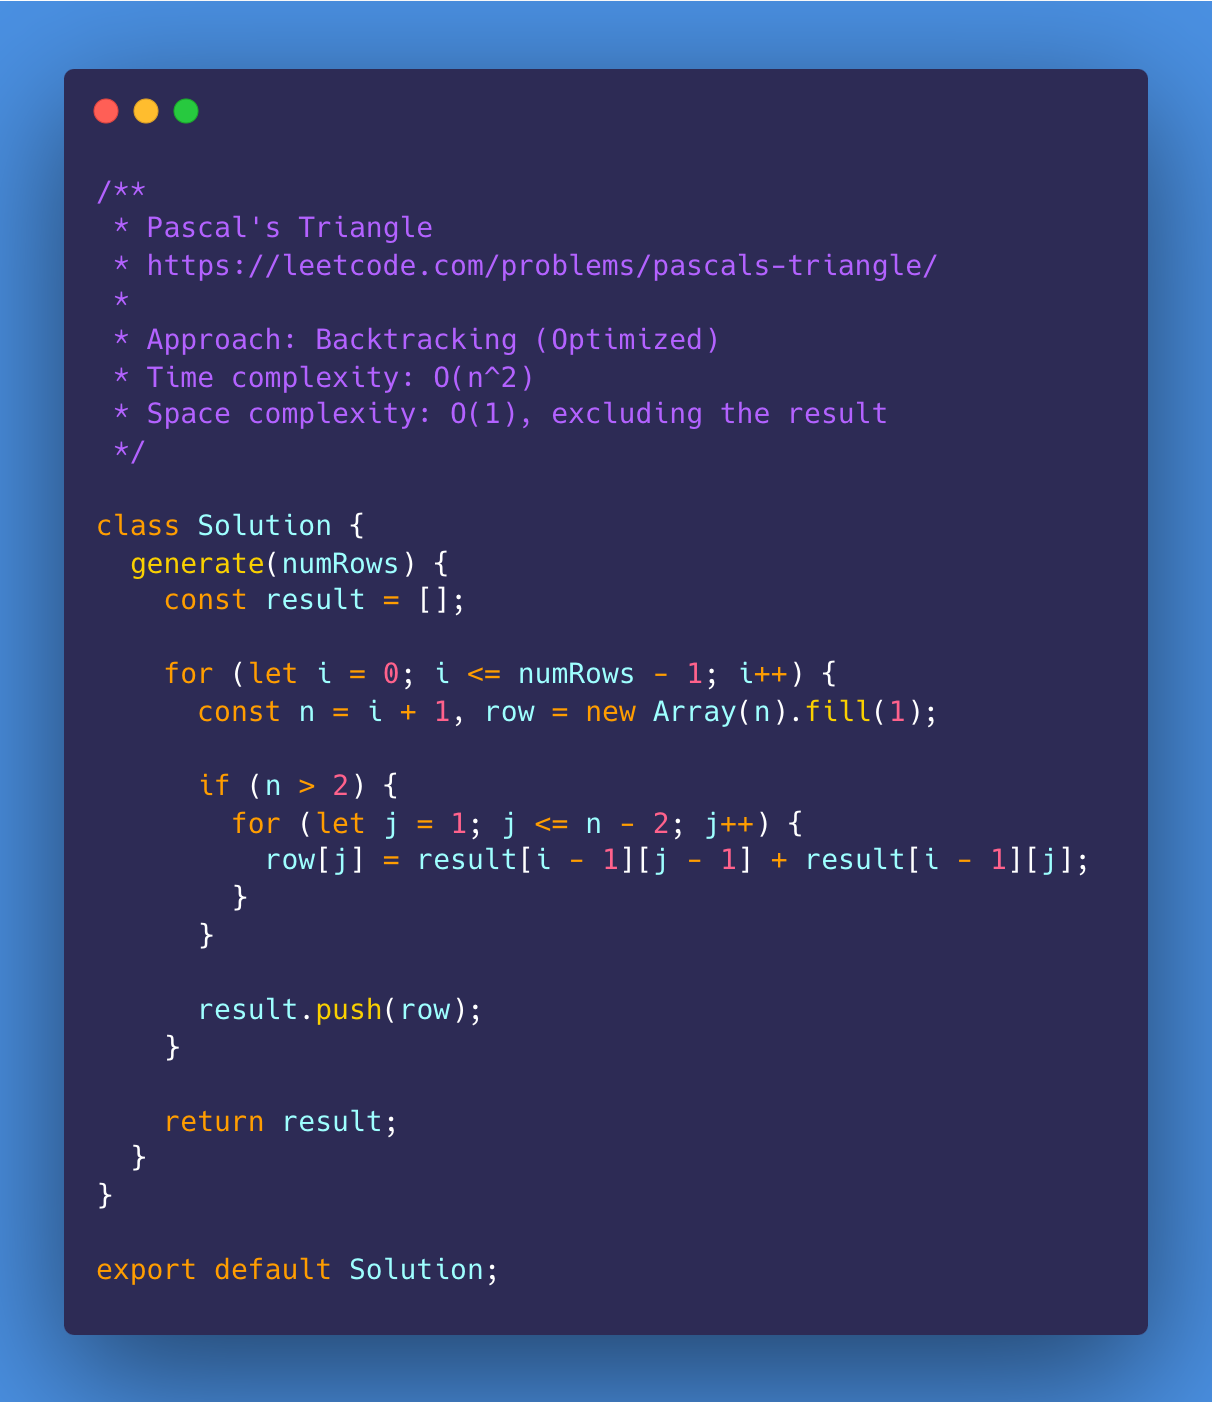 /**
 * Pascal's Triangle
 * https://leetcode.com/problems/pascals-triangle/
 *
 * Approach: Backtracking (Optimized)
 * Time complexity: O(n^2)
 * Space complexity: O(1), excluding the result
 */

class Solution {
  generate(numRows) {
    const result = [];

    for (let i = 0; i <= numRows - 1; i++) {
      const n = i + 1, row = new Array(n).fill(1);

      if (n > 2) {
        for (let j = 1; j <= n - 2; j++) {
          row[j] = result[i - 1][j - 1] + result[i - 1][j];
        }
      }

      result.push(row);
    }

    return result;
  }
}

export default Solution;